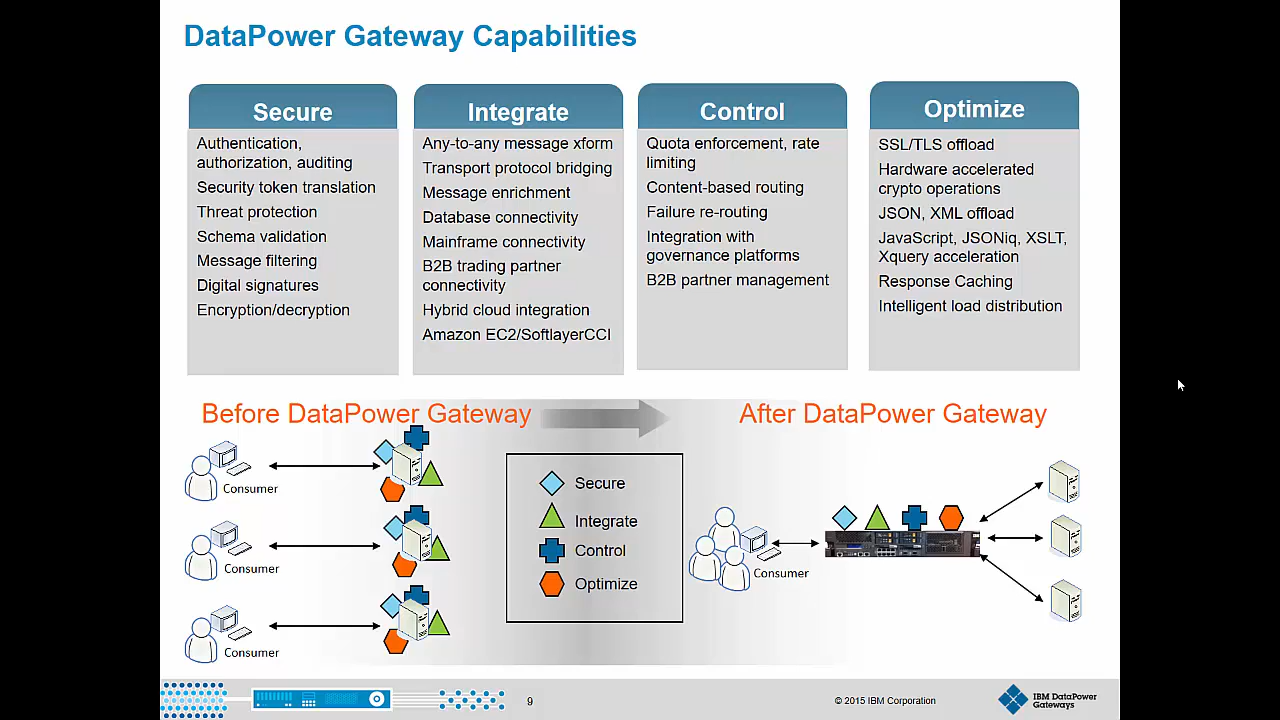 DataPower Gateway Capabilities
Secure
Authentication,
authorization, auditing
Security token translation
Threat protection
Schema validation
Message filtering
Digital signatures
Encryption/decryption
Integrate
Any-to-any message xform
Transport protocol bridging
Message enrichment
Database connectivity
Mainframe connectivity
B2B trading partner
connectivity
Hybrid cloud integration
Amazon EC2/SoftlayerCCI
Control
Quota enforcement, rate
limiting
Content-based routing
Failure re-routing
Integration with
governance platforms
B2B partner management
Optimize
SSL/TLS offload
Hardware accelerated
crypto operations
JSON, XML offload
JavaScript, JSONiq, XSLT,
Xquery acceleration
Response Caching
Intelligent load distribution
Before DataPower Gateway
Consumer
Consumer
Consumer
Secure
Integrate
Control
Optimize
After DataPower Gateway
Consumer
9
© 2015 IBM Corporation
IBM DataPower
Gateways